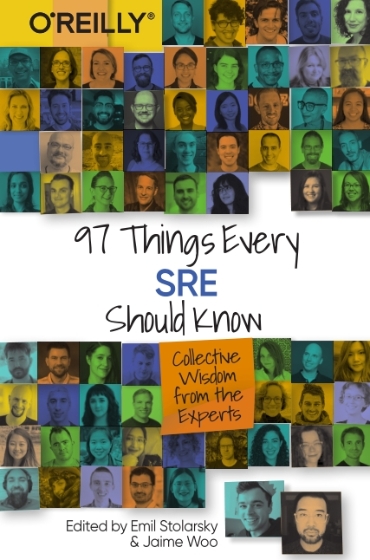 O'REILLY®
97 Things Every
SRE
Should Know
Collective
Wisdom
from the
Experts
Edited by Emil Stolarsky
& Jaime Woo